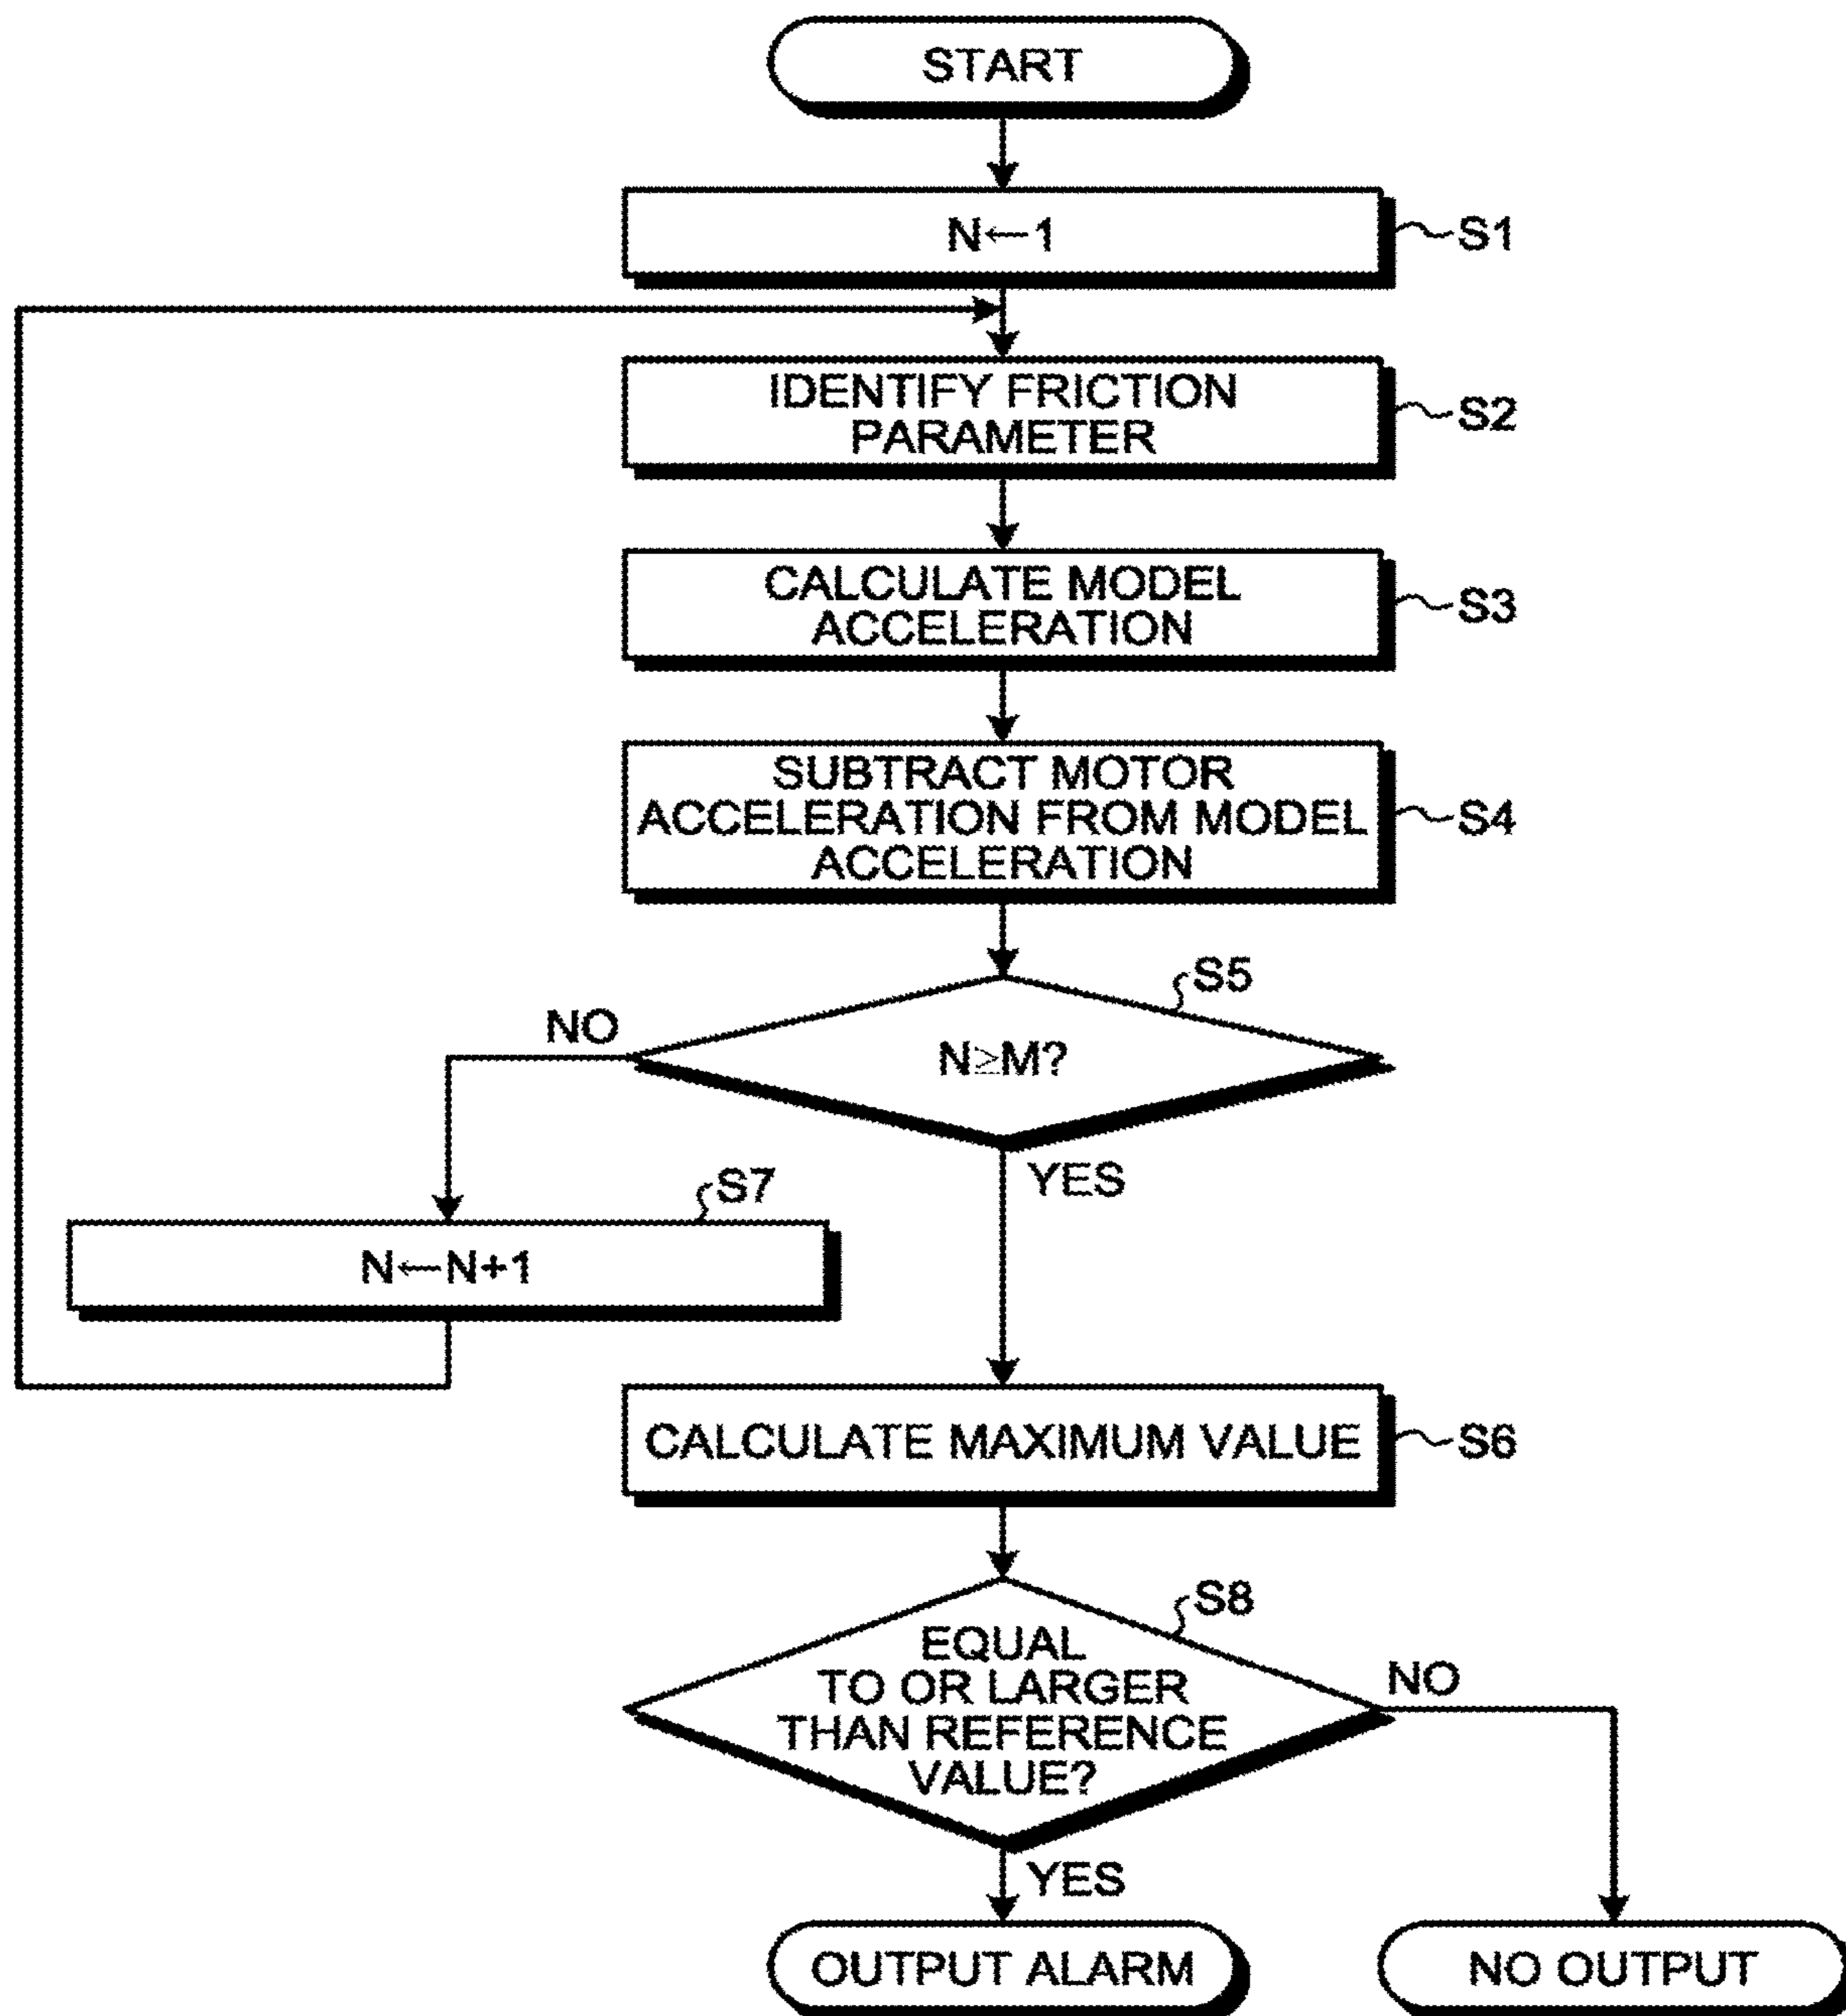 START
N←1
S1
IDENTIFY FRICTION
PARAMETER
S2
CALCULATE MODEL
ACCELERATION
S3
SUBTRACT MOTOR
ACCELERATION FROM MODEL
ACCELERATION
S4
S5
NO
N≥M?
YES
S7
N←N+1
CALCULATE MAXIMUM VALUE
S6
S8
EQUAL
TO OR LARGER
THAN REFERENCE
VALUE?
NO
YES
OUTPUT ALARM
NO OUTPUT